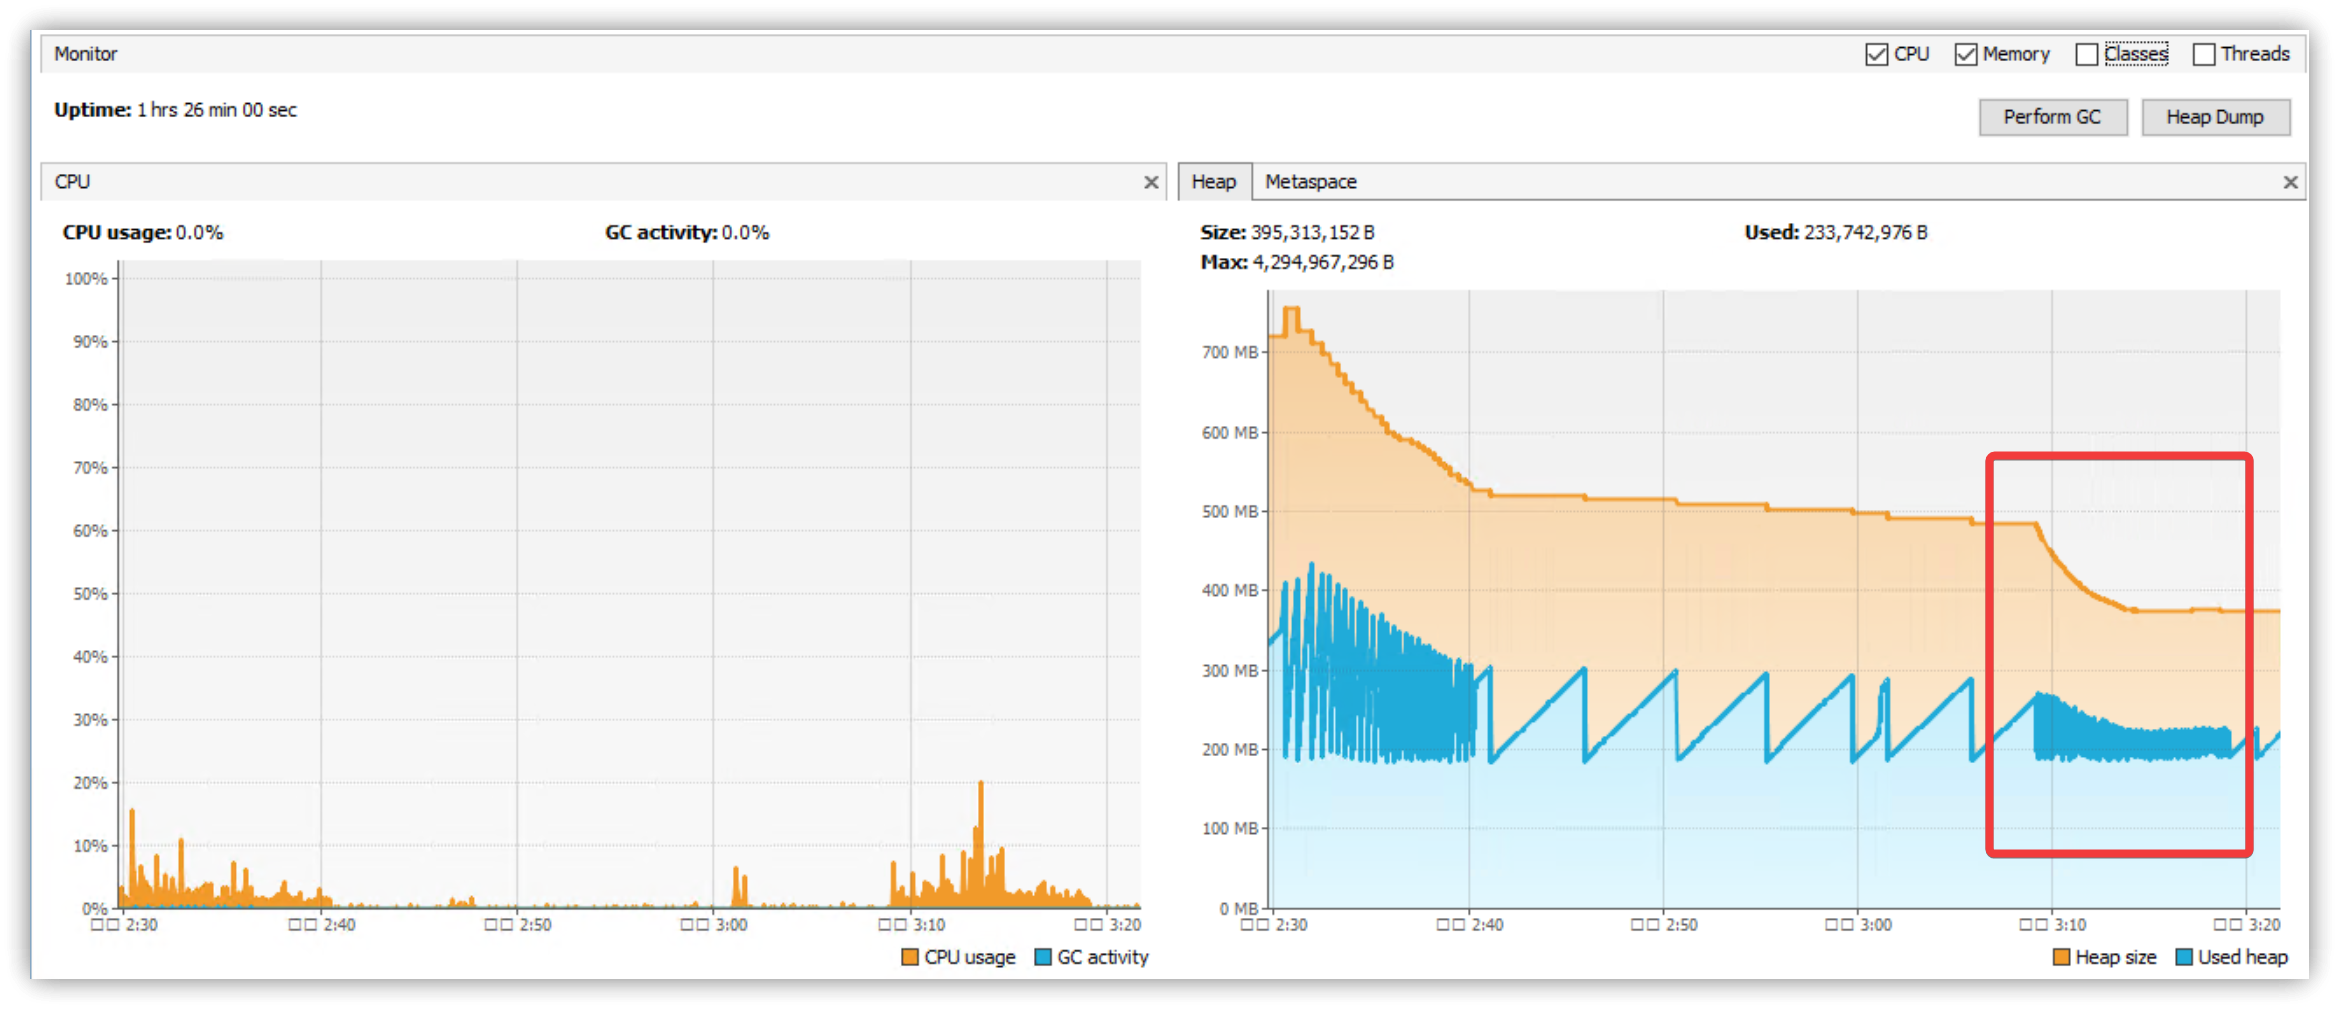 Monitor
CPU Memory Classes Threads
Uptime: 1 hrs 26 min 00 sec
Perform GC Heap Dump
CPU
CPU usage: 0.0% GC activity: 0.0%
100%
90%
80%
70%
60%
50%
40%
30%
20%
10%
0%
□□ 2:30 □□ 2:40 □□ 2:50 □□ 3:00 □□ 3:10 □□ 3:20
CPU usage GC activity
Heap Metaspace
Size: 395,313,152 B Used: 233,742,976 B
Max: 4,294,967,296 B
700 MB
600 MB
500 MB
400 MB
300 MB
200 MB
100 MB
0 MB
□□ 2:30 □□ 2:40 □□ 2:50 □□ 3:00 □□ 3:10 □□ 3:20
Heap size Used heap